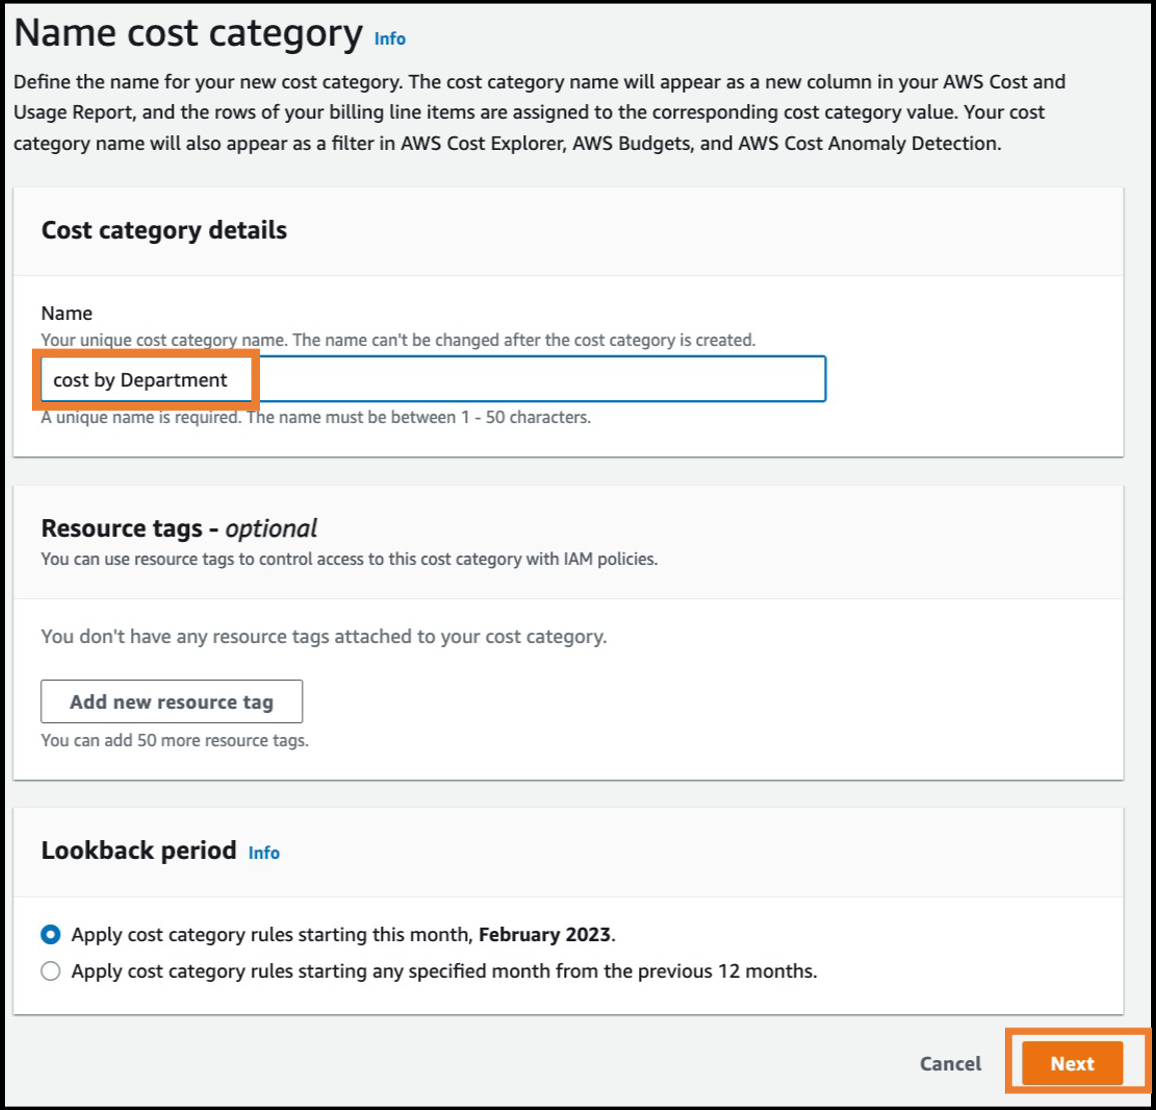 Name cost category Info
Define the name for your new cost category. The cost category name will appear as a new column in your AWS Cost and
Usage Report, and the rows of your billing line items are assigned to the corresponding cost category value. Your cost
category name will also appear as a filter in AWS Cost Explorer, AWS Budgets, and AWS Cost Anomaly Detection.
Cost category details
Name
Your unique cost category name. The name can't be changed after the cost category is created.
cost by Department
A unique name is required. The name must be between 1 - 50 characters.
Resource tags - optional
You can use resource tags to control access to this cost category with IAM policies.
You don't have any resource tags attached to your cost category.
Add new resource tag
You can add 50 more resource tags.
Lookback period Info
Apply cost category rules starting this month, February 2023.
Apply cost category rules starting any specified month from the previous 12 months.
Cancel Next